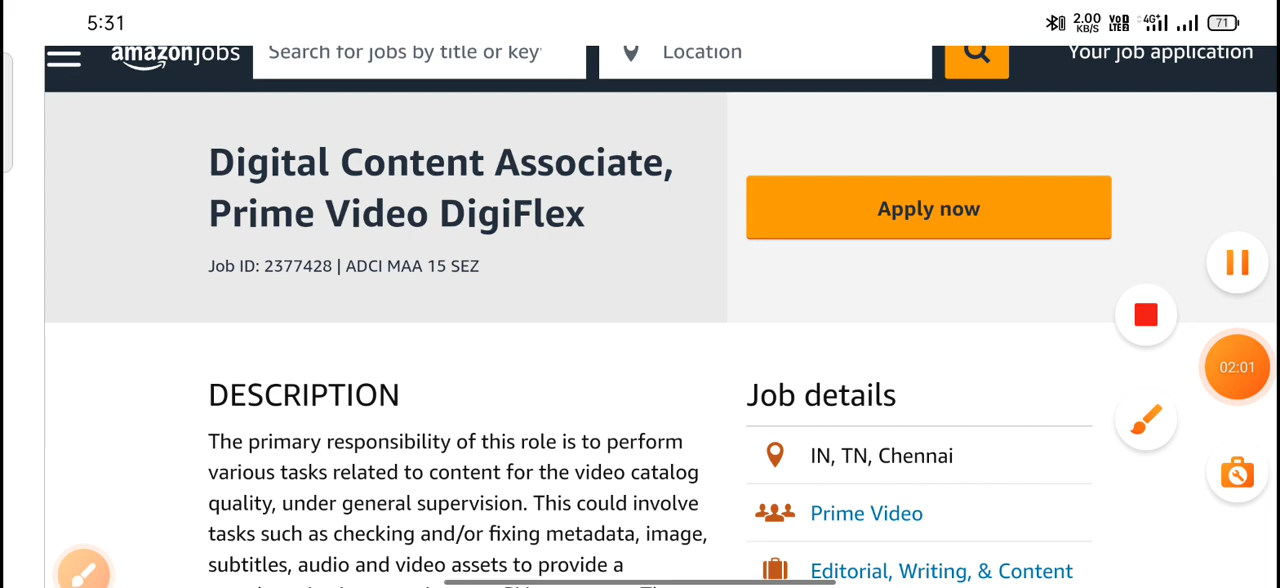 5:31
2.00 KB/S VoD LTE2 4G+ 71
amazonjobs
Search for jobs by title or key
Location
Your job application
Digital Content Associate,
Prime Video DigiFlex
Job ID: 2377428 | ADCI MAA 15 SEZ
Apply now
02:01
DESCRIPTION
The primary responsibility of this role is to perform
various tasks related to content for the video catalog
quality, under general supervision. This could involve
tasks such as checking and/or fixing metadata, image,
subtitles, audio and video assets to provide a
Job details
IN, TN, Chennai
Prime Video
Editorial, Writing, & Content